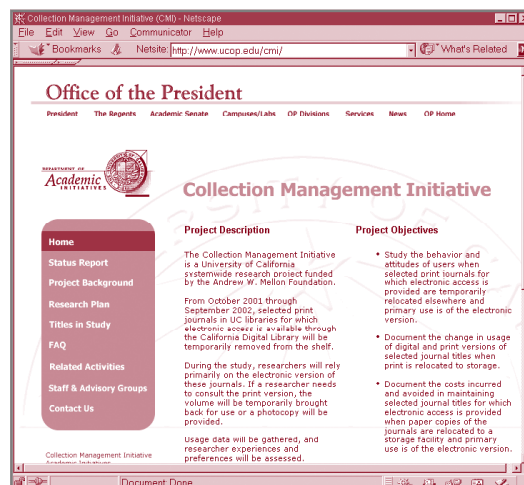 Collection Management Initiative (CMI) - Netscape
File Edit View Go Communicator Help
Bookmarks Netsite: http://www.ucop.edu/cmi/ What's Related
Office of the President
President The Regents Academic Senate Campuses/Labs OP Divisions Services News OP Home
DEPARTMENT OF
Academic
INITIATIVES
Collection Management Initiative
Home
Status Report
Project Background
Research Plan
Titles in Study
FAQ
Related Activities
Staff & Advisory Groups
Contact Us
Collection Management Initiative
Academic Initiatives
Project Description
The Collection Management Initiative
is a University of California
systemwide research project funded
by the Andrew W. Mellon Foundation.
From October 2001 through
September 2002, selected print
journals in UC libraries for which
electronic access is available through
the California Digital Library will be
temporarily removed from the shelf.
During the study, researchers will rely
primarily on the electronic version of
these journals. If a researcher needs
to consult the print version, the
volume will be temporarily brought
back for use or a photocopy will be
provided.
Usage data will be gathered, and
researcher experiences and
preferences will be assessed.
Project Objectives
• Study the behavior and
attitudes of users when
selected print journals for
which electronic access is
provided are temporarily
relocated elsewhere and
primary use is of the electronic
version.
• Document the change in usage
of digital and print versions of
selected journal titles when
print is relocated to storage.
• Document the costs incurred
and avoided in maintaining
selected journal titles for which
electronic access is provided
when paper copies of the
journals are relocated to a
storage facility and primary
use is of the electronic version.
Document Done